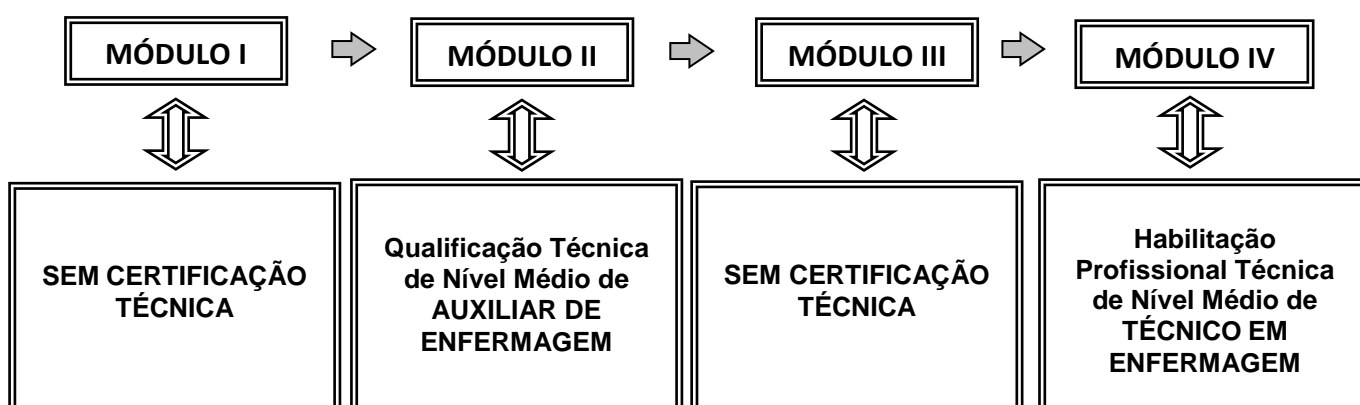 MÓDULO I
MÓDULO II
MÓDULO III
MÓDULO IV
SEM CERTIFICAÇÃO
TÉCNICA
Qualificação Técnica
de Nível Médio de
AUXILIAR DE
ENFERMAGEM
SEM CERTIFICAÇÃO
TÉCNICA
Habilitação
Profissional Técnica
de Nível Médio de
TÉCNICO EM
ENFERMAGEM